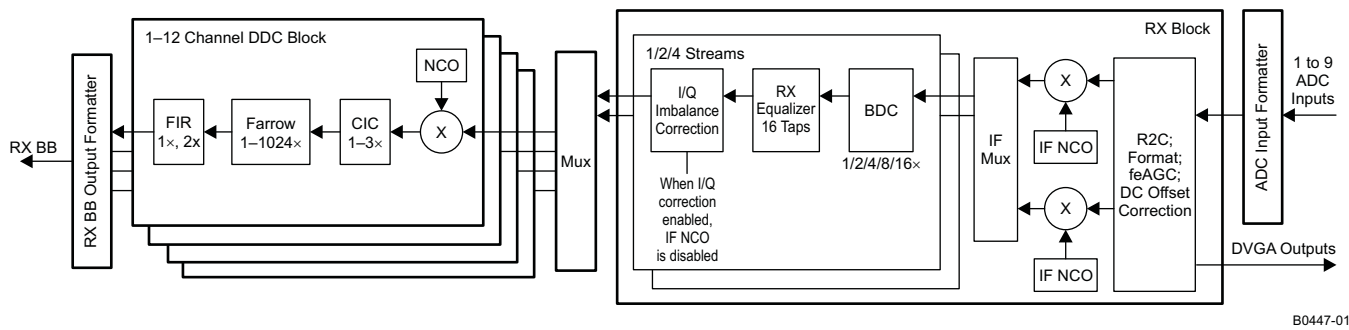 1–12 Channel DDC Block
NCO
FIR
1×, 2x
Farrow
1–1024×
CIC
1–3×
X
RX BB
RX BB Output Formatter
Mux
RX Block
1/2/4 Streams
I/Q
Imbalance
Correction
RX
Equalizer
16 Taps
BDC
1/2/4/8/16×
When I/Q
correction
enabled,
IF NCO
is disabled
IF
Mux
X
IF NCO
X
IF NCO
R2C;
Format;
feAGC;
DC Offset
Correction
ADC Input Formatter
1 to 9
ADC
Inputs
DVGA Outputs
B0447-01